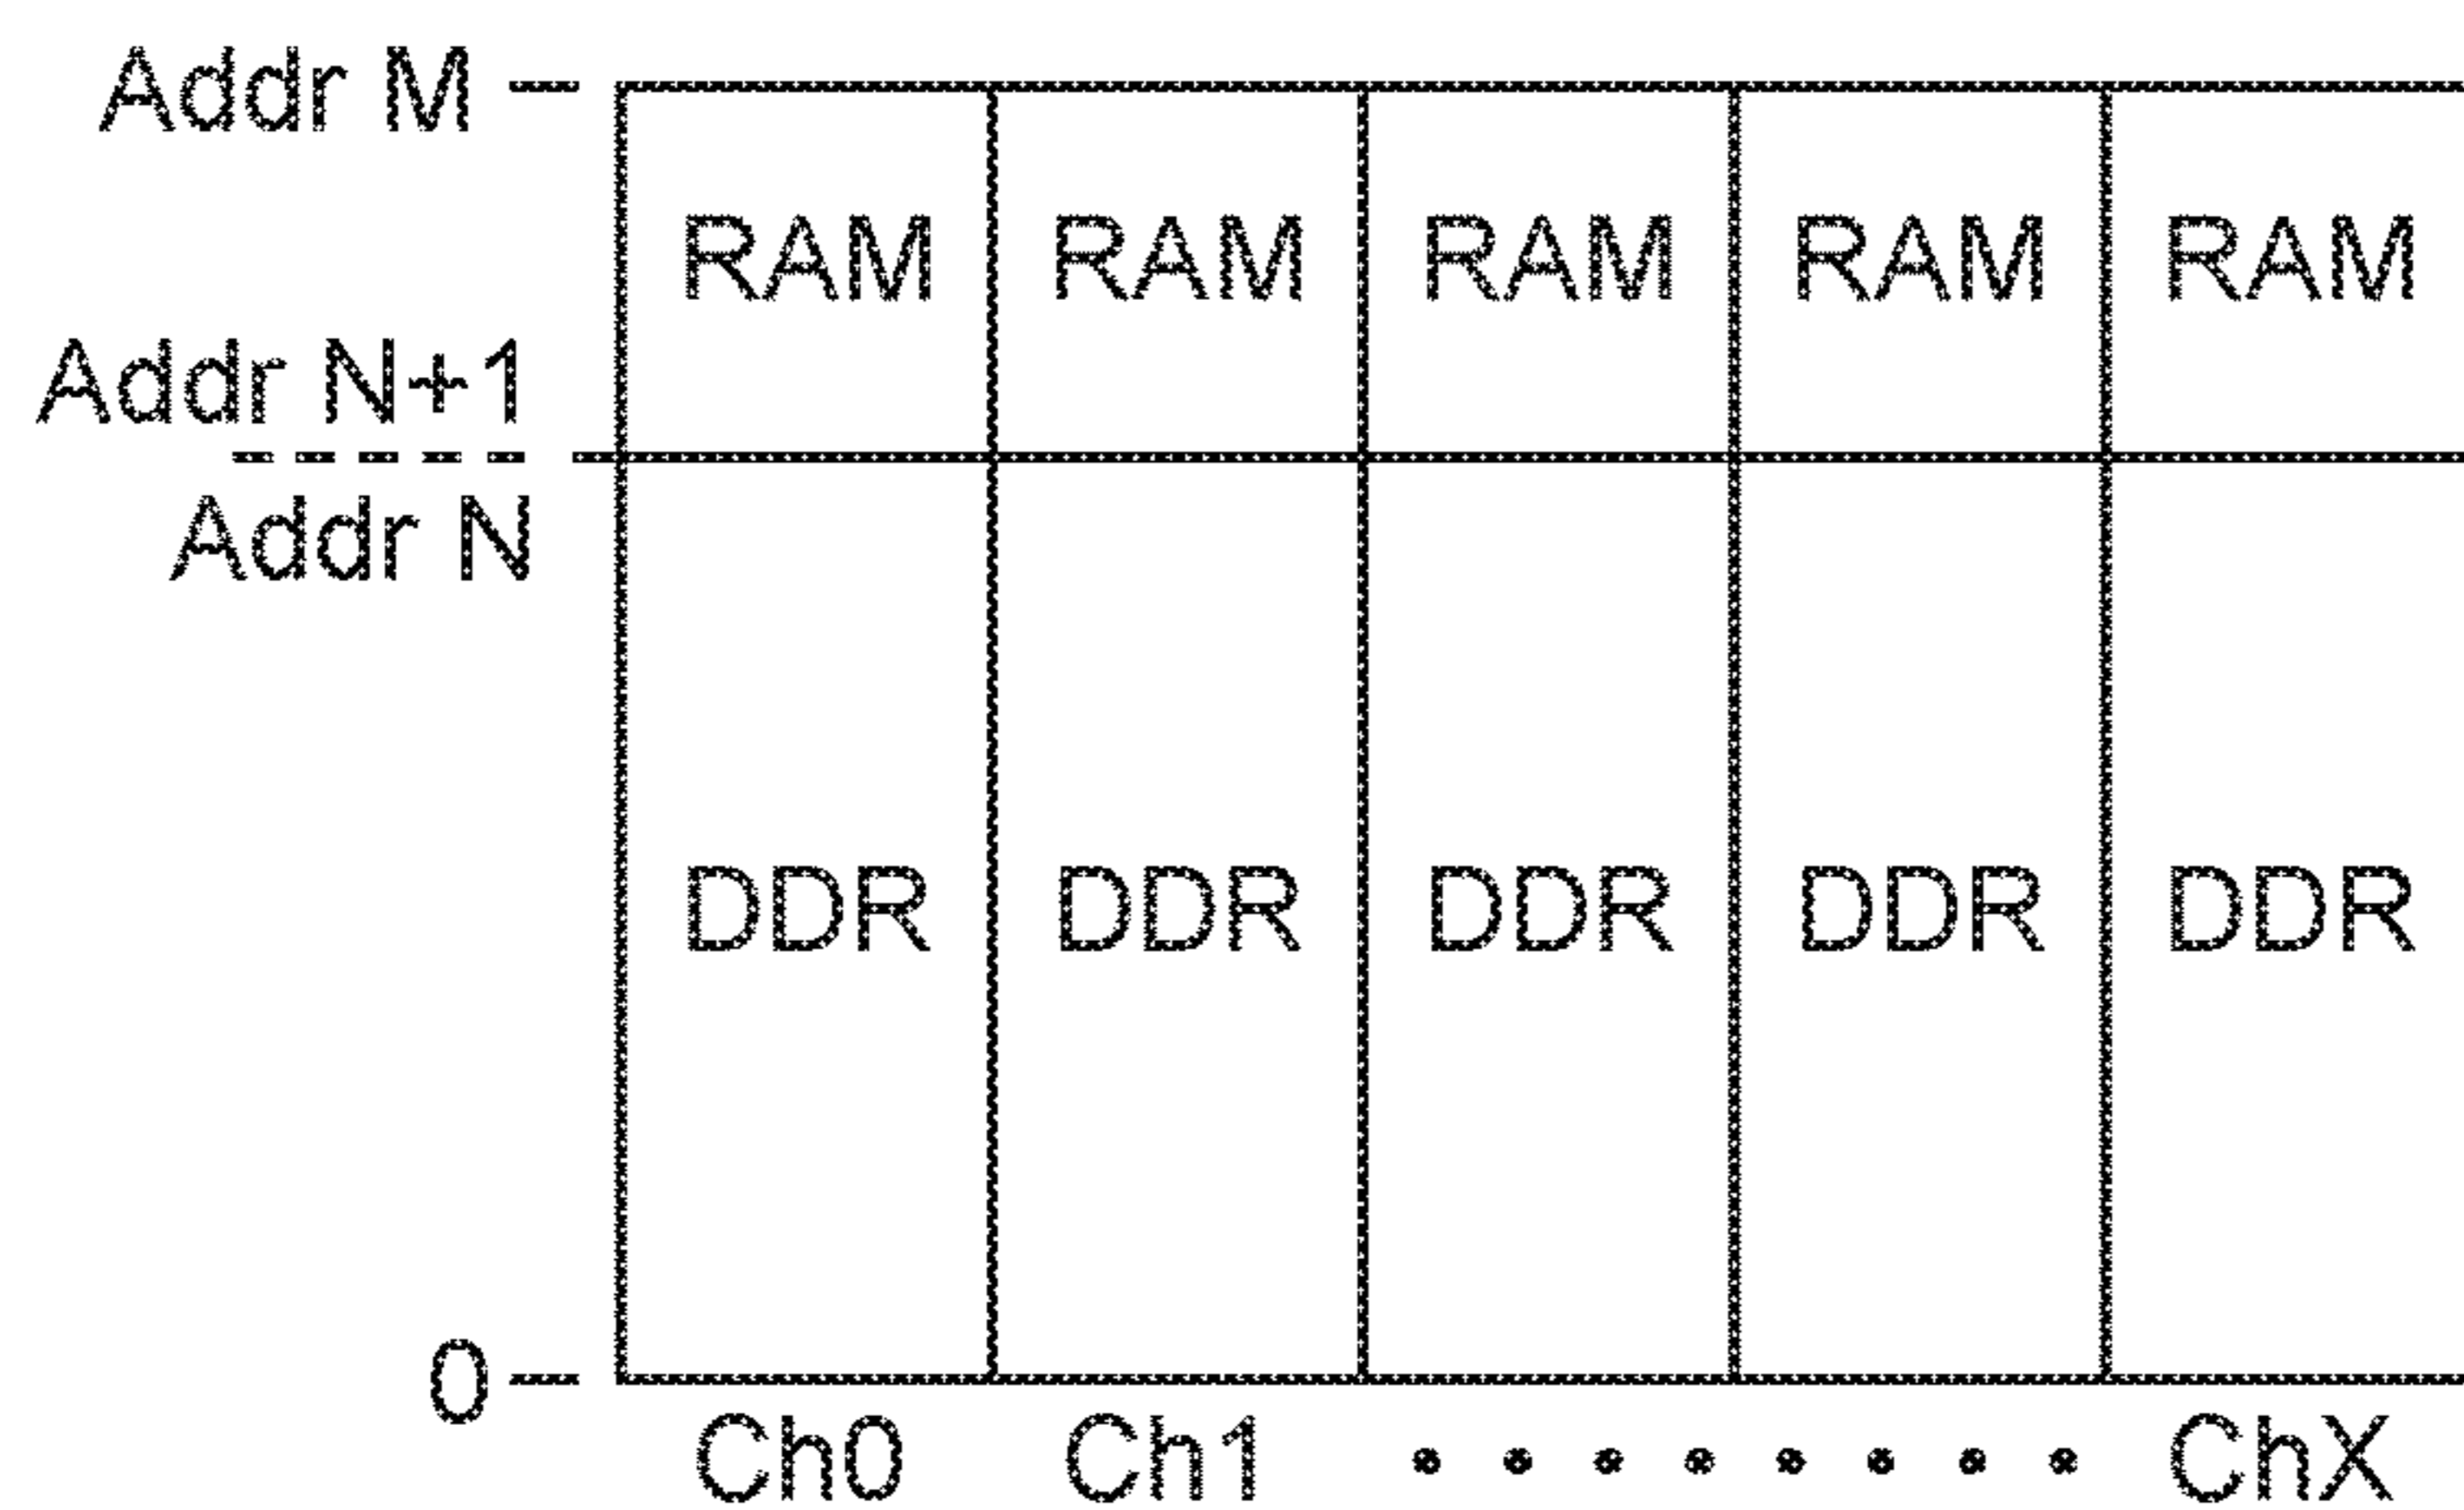 Addr M
RAM RAM RAM RAM RAM
Addr N+1
Addr N
DDR DDR DDR DDR DDR
0
Ch0 Ch1 • • • • • • • • ChX